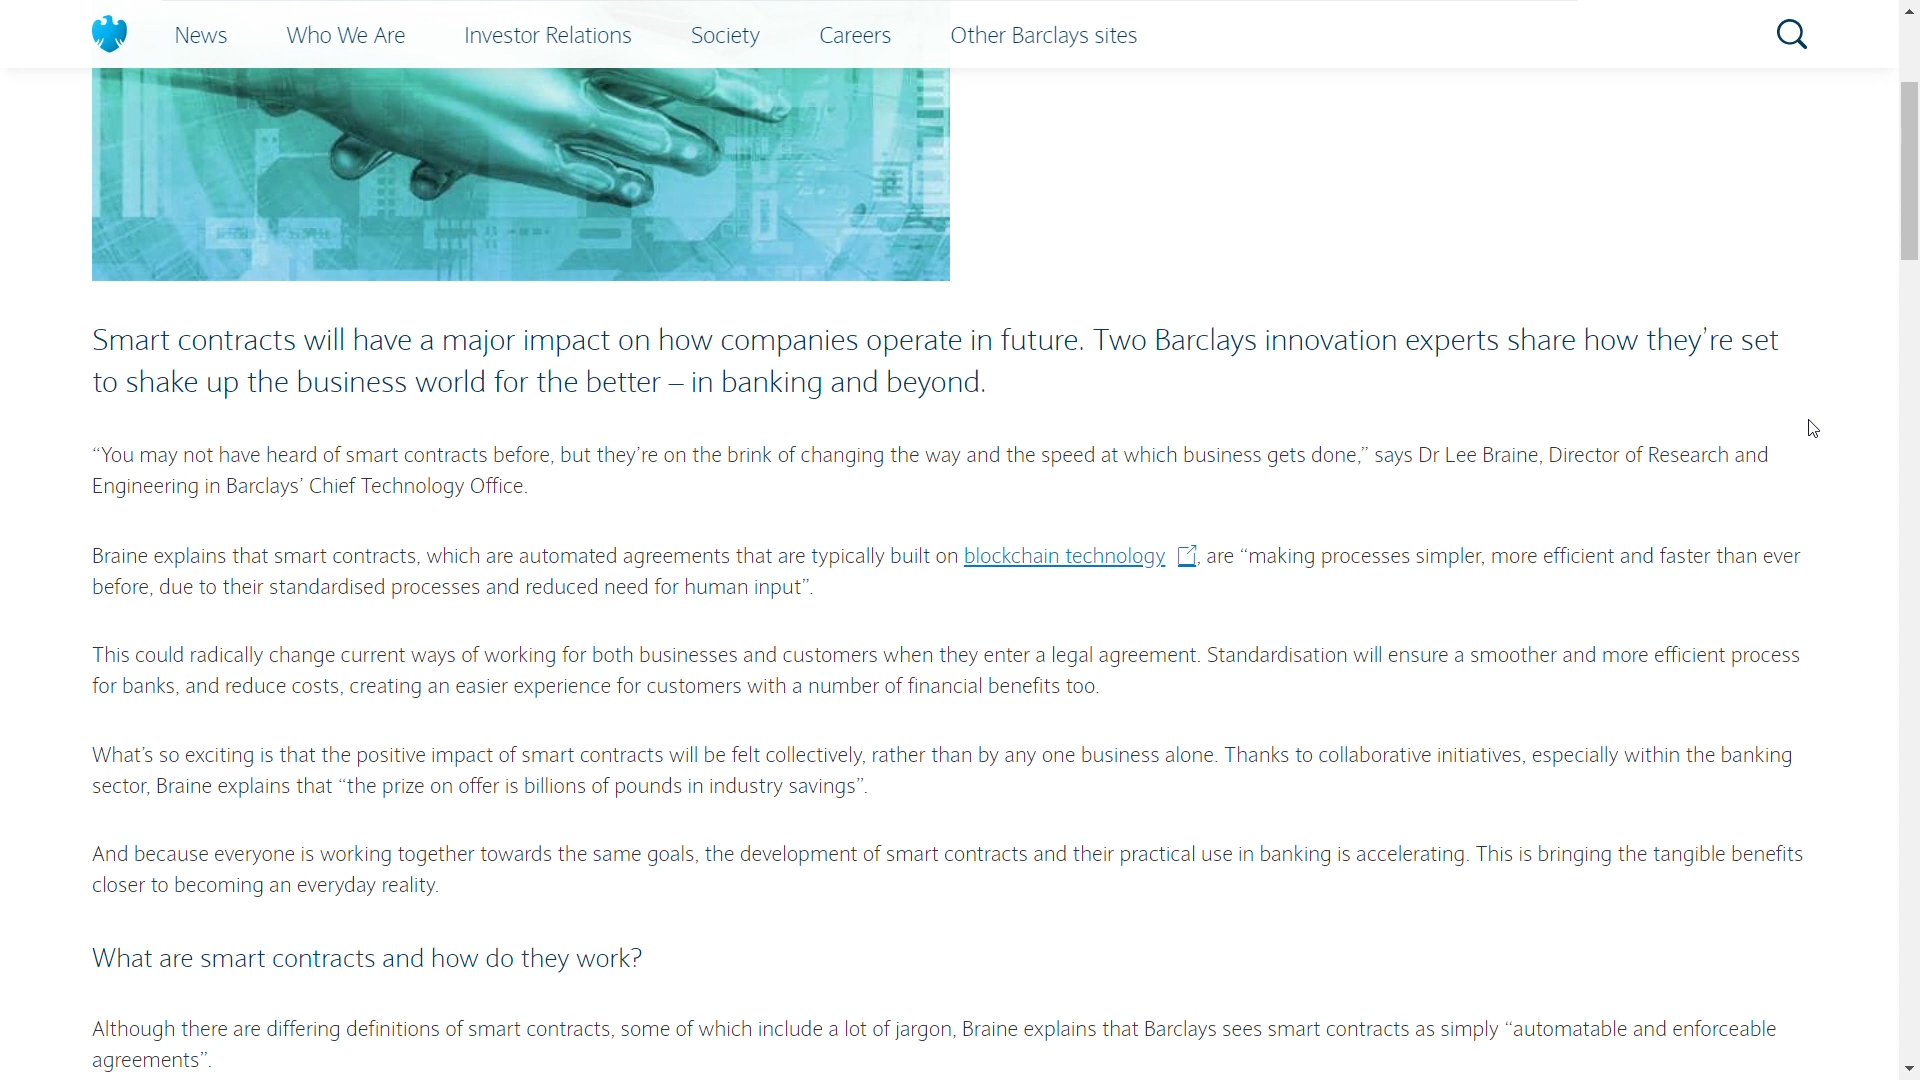 News Who We Are Investor Relations Society Careers Other Barclays sites
Smart contracts will have a major impact on how companies operate in future. Two Barclays innovation experts share how they’re set
to shake up the business world for the better – in banking and beyond.
“You may not have heard of smart contracts before, but they’re on the brink of changing the way and the speed at which business gets done,” says Dr Lee Braine, Director of Research and
Engineering in Barclays’ Chief Technology Office.
Braine explains that smart contracts, which are automated agreements that are typically built on blockchain technology , are “making processes simpler, more efficient and faster than ever
before, due to their standardised processes and reduced need for human input”.
This could radically change current ways of working for both businesses and customers when they enter a legal agreement. Standardisation will ensure a smoother and more efficient process
for banks, and reduce costs, creating an easier experience for customers with a number of financial benefits too.
What’s so exciting is that the positive impact of smart contracts will be felt collectively, rather than by any one business alone. Thanks to collaborative initiatives, especially within the banking
sector, Braine explains that “the prize on offer is billions of pounds in industry savings”.
And because everyone is working together towards the same goals, the development of smart contracts and their practical use in banking is accelerating. This is bringing the tangible benefits
closer to becoming an everyday reality.
What are smart contracts and how do they work?
Although there are differing definitions of smart contracts, some of which include a lot of jargon, Braine explains that Barclays sees smart contracts as simply “automatable and enforceable
agreements”.